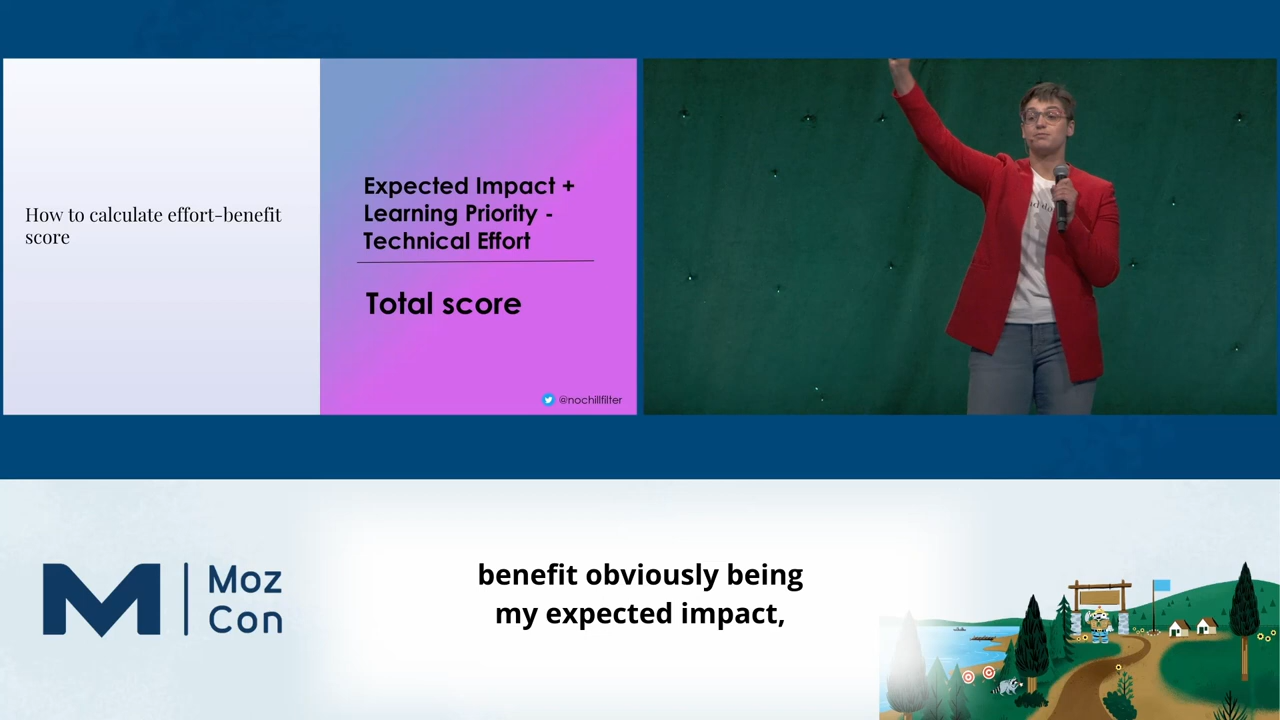 How to calculate effort-benefit
score
Expected Impact +
Learning Priority -
Technical Effort
Total score
@nochillfilter
Moz
Con
benefit obviously being
my expected impact,